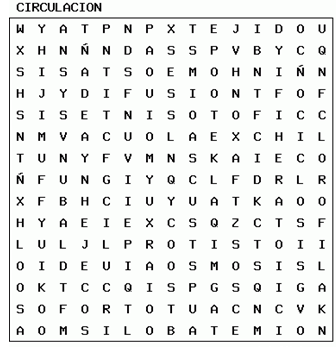 CIRCULACION
W Y A T P N P X T E J I D O U
X H N Ñ N D A S S P V B Y C Q
S I S A T S O E M O H N I Ñ N
H J Y D I F U S I O N T F O F
S I S E T N I S O T O F I C C
N M V A C U O L A E X C H I L
T U N Y F V M N S K A I E C O
Ñ F U N G I Y Q C L F D R L R
X F B H C I U Y U A T K A O O
H Y A E I E X C S Q Z C T S F
L U L J L P R O T I S T O I I
O I D E U I A O S M O S I S L
O K T C C Q I S P G S Q I G A
S O F O R T O T U A C N C V K
A O M S I L O B A T E M I O N